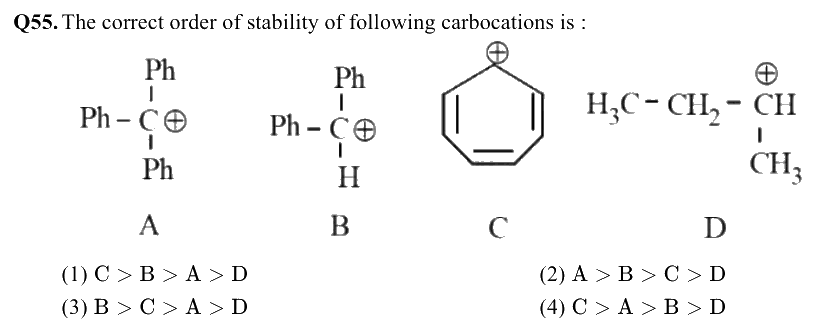 Q55. The correct order of stability of following carbocations is :
Ph
Ph – C⊕
Ph
A
Ph
Ph – C⊕
H
B
⊕
C
⊕
H₃C – CH₂ – CH
CH₃
D
(1) C > B > A > D
(2) A > B > C > D
(3) B > C > A > D
(4) C > A > B > D